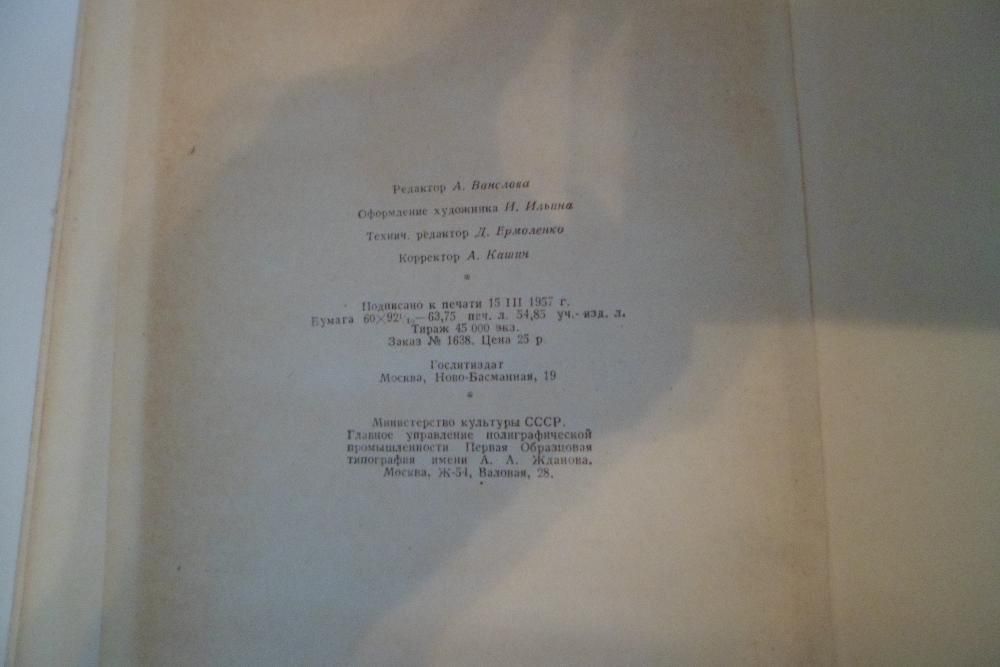 Редактор А. Ванслова
Оформление художника И. Ильина
Технич. редактор Д. Ермоленко
Корректор А. Кашин
*
Подписано к печати 15 III 1957 г.
Бумага 60×92¹/₁₆—63,75 печ. л. 54,85 уч.-изд. л.
Тираж 45 000 экз.
Заказ № 1638. Цена 25 р
Гослитиздат
Москва, Ново-Басманная, 19
*
Министерство культуры СССР.
Главное управление полиграфической
промышленности Первая Образцовая
типография имени А. А. Жданова.
Москва, Ж-54, Валовая, 28.